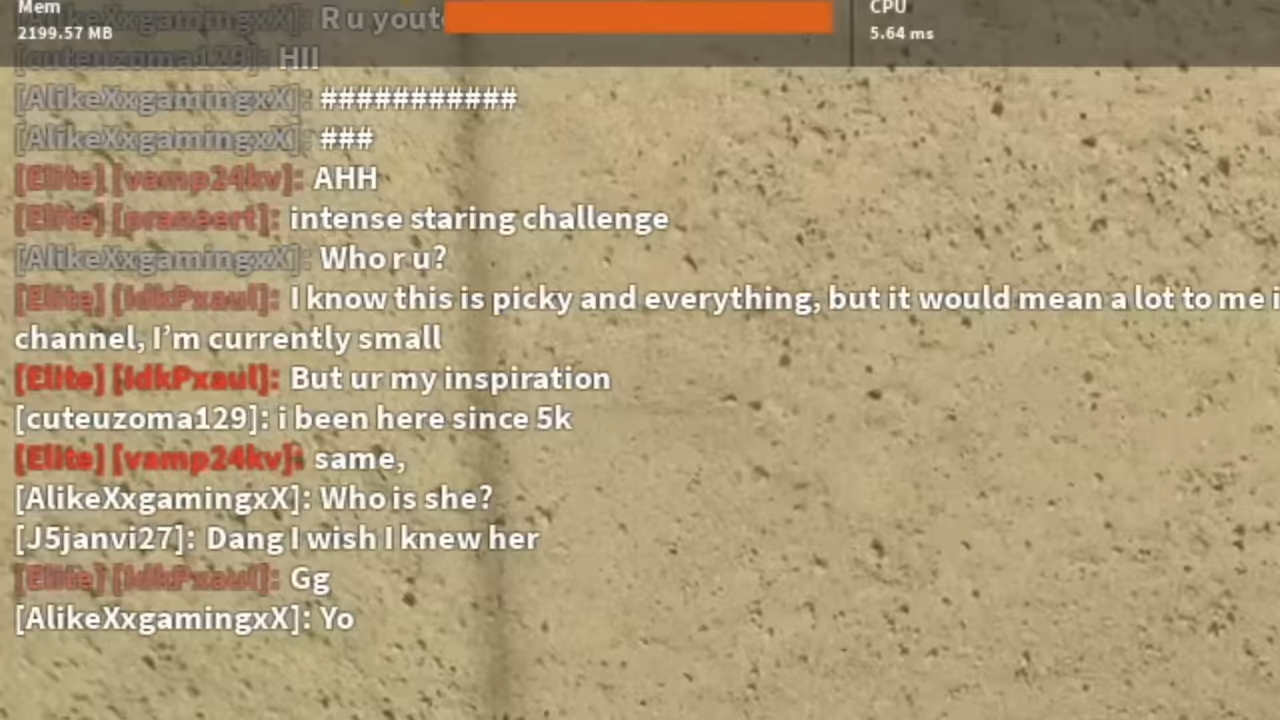 Mem
CPU
2199.57 MB
5.64 ms
[AlikeXxgamingxX]: R u yout
[cuteuzoma129]: HII
[AlikeXxgamingxX]: ###########
[AlikeXxgamingxX]: ###
[Elite] [vamp24kv]: AHH
[Elite] [praneert]: intense staring challenge
[AlikeXxgamingxX]: Who r u?
[Elite] [IdkPxaul]: I know this is picky and everything, but it would mean a lot to me i
channel, I'm currently small
[Elite] [IdkPxaul]: But ur my inspiration
[cuteuzoma129]: i been here since 5k
[Elite] [vamp24kv]: same,
[AlikeXxgamingxX]: Who is she?
[J5janvi27]: Dang I wish I knew her
[Elite] [IdkPxaul]: Gg
[AlikeXxgamingxX]: Yo